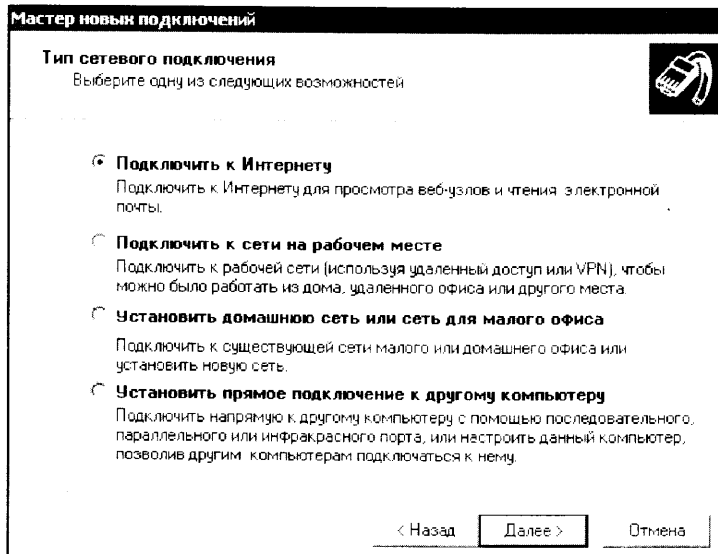 Мастер новых подключений
Тип сетевого подключения
Выберите одну из следующих возможностей
Подключить к Интернету
Подключить к Интернету для просмотра веб-узлов и чтения электронной
почты.
Подключить к сети на рабочем месте
Подключить к рабочей сети (используя удаленный доступ или VPN), чтобы
можно было работать из дома, удаленного офиса или другого места.
Установить домашнюю сеть или сеть для малого офиса
Подключить к существующей сети малого или домашнего офиса или
установить новую сеть.
Установить прямое подключение к другому компьютеру
Подключить напрямую к другому компьютеру с помощью последовательного,
параллельного или инфракрасного порта, или настроить данный компьютер,
позволив другим компьютерам подключаться к нему.
< Назад Далее > Отмена